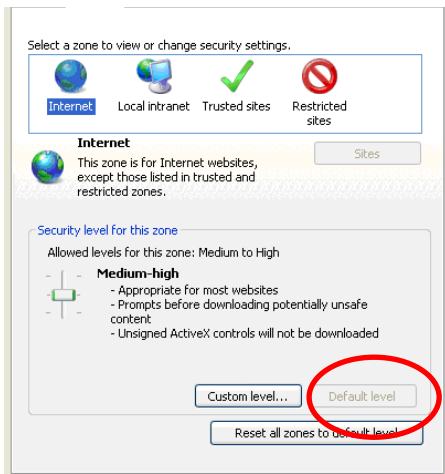 Select a zone to view or change security settings.
Internet Local intranet Trusted sites Restricted
sites
Internet
Sites
This zone is for Internet websites,
except those listed in trusted and
restricted zones.
Security level for this zone
Allowed levels for this zone: Medium to High
Medium-high
- Appropriate for most websites
- Prompts before downloading potentially unsafe
content
- Unsigned ActiveX controls will not be downloaded
Custom level... Default level
Reset all zones to default level